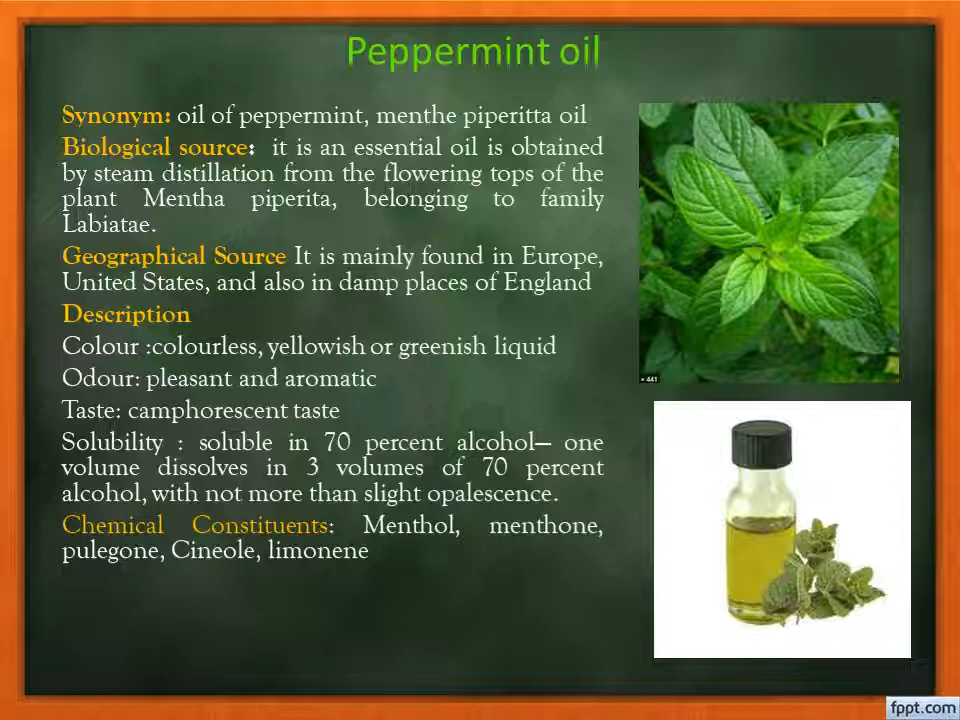 Peppermint oil
Synonym: oil of peppermint, menthe piperitta oil
Biological source: it is an essential oil is obtained
by steam distillation from the flowering tops of the
plant Mentha piperita, belonging to family
Labiatae.
Geographical Source It is mainly found in Europe,
United States, and also in damp places of England
Description
Colour :colourless, yellowish or greenish liquid
Odour: pleasant and aromatic
Taste: camphorescent taste
Solubility : soluble in 70 percent alcohol— one
volume dissolves in 3 volumes of 70 percent
alcohol, with not more than slight opalescence.
Chemical Constituents: Menthol, menthone,
pulegone, Cineole, limonene
× 441
fppt.com